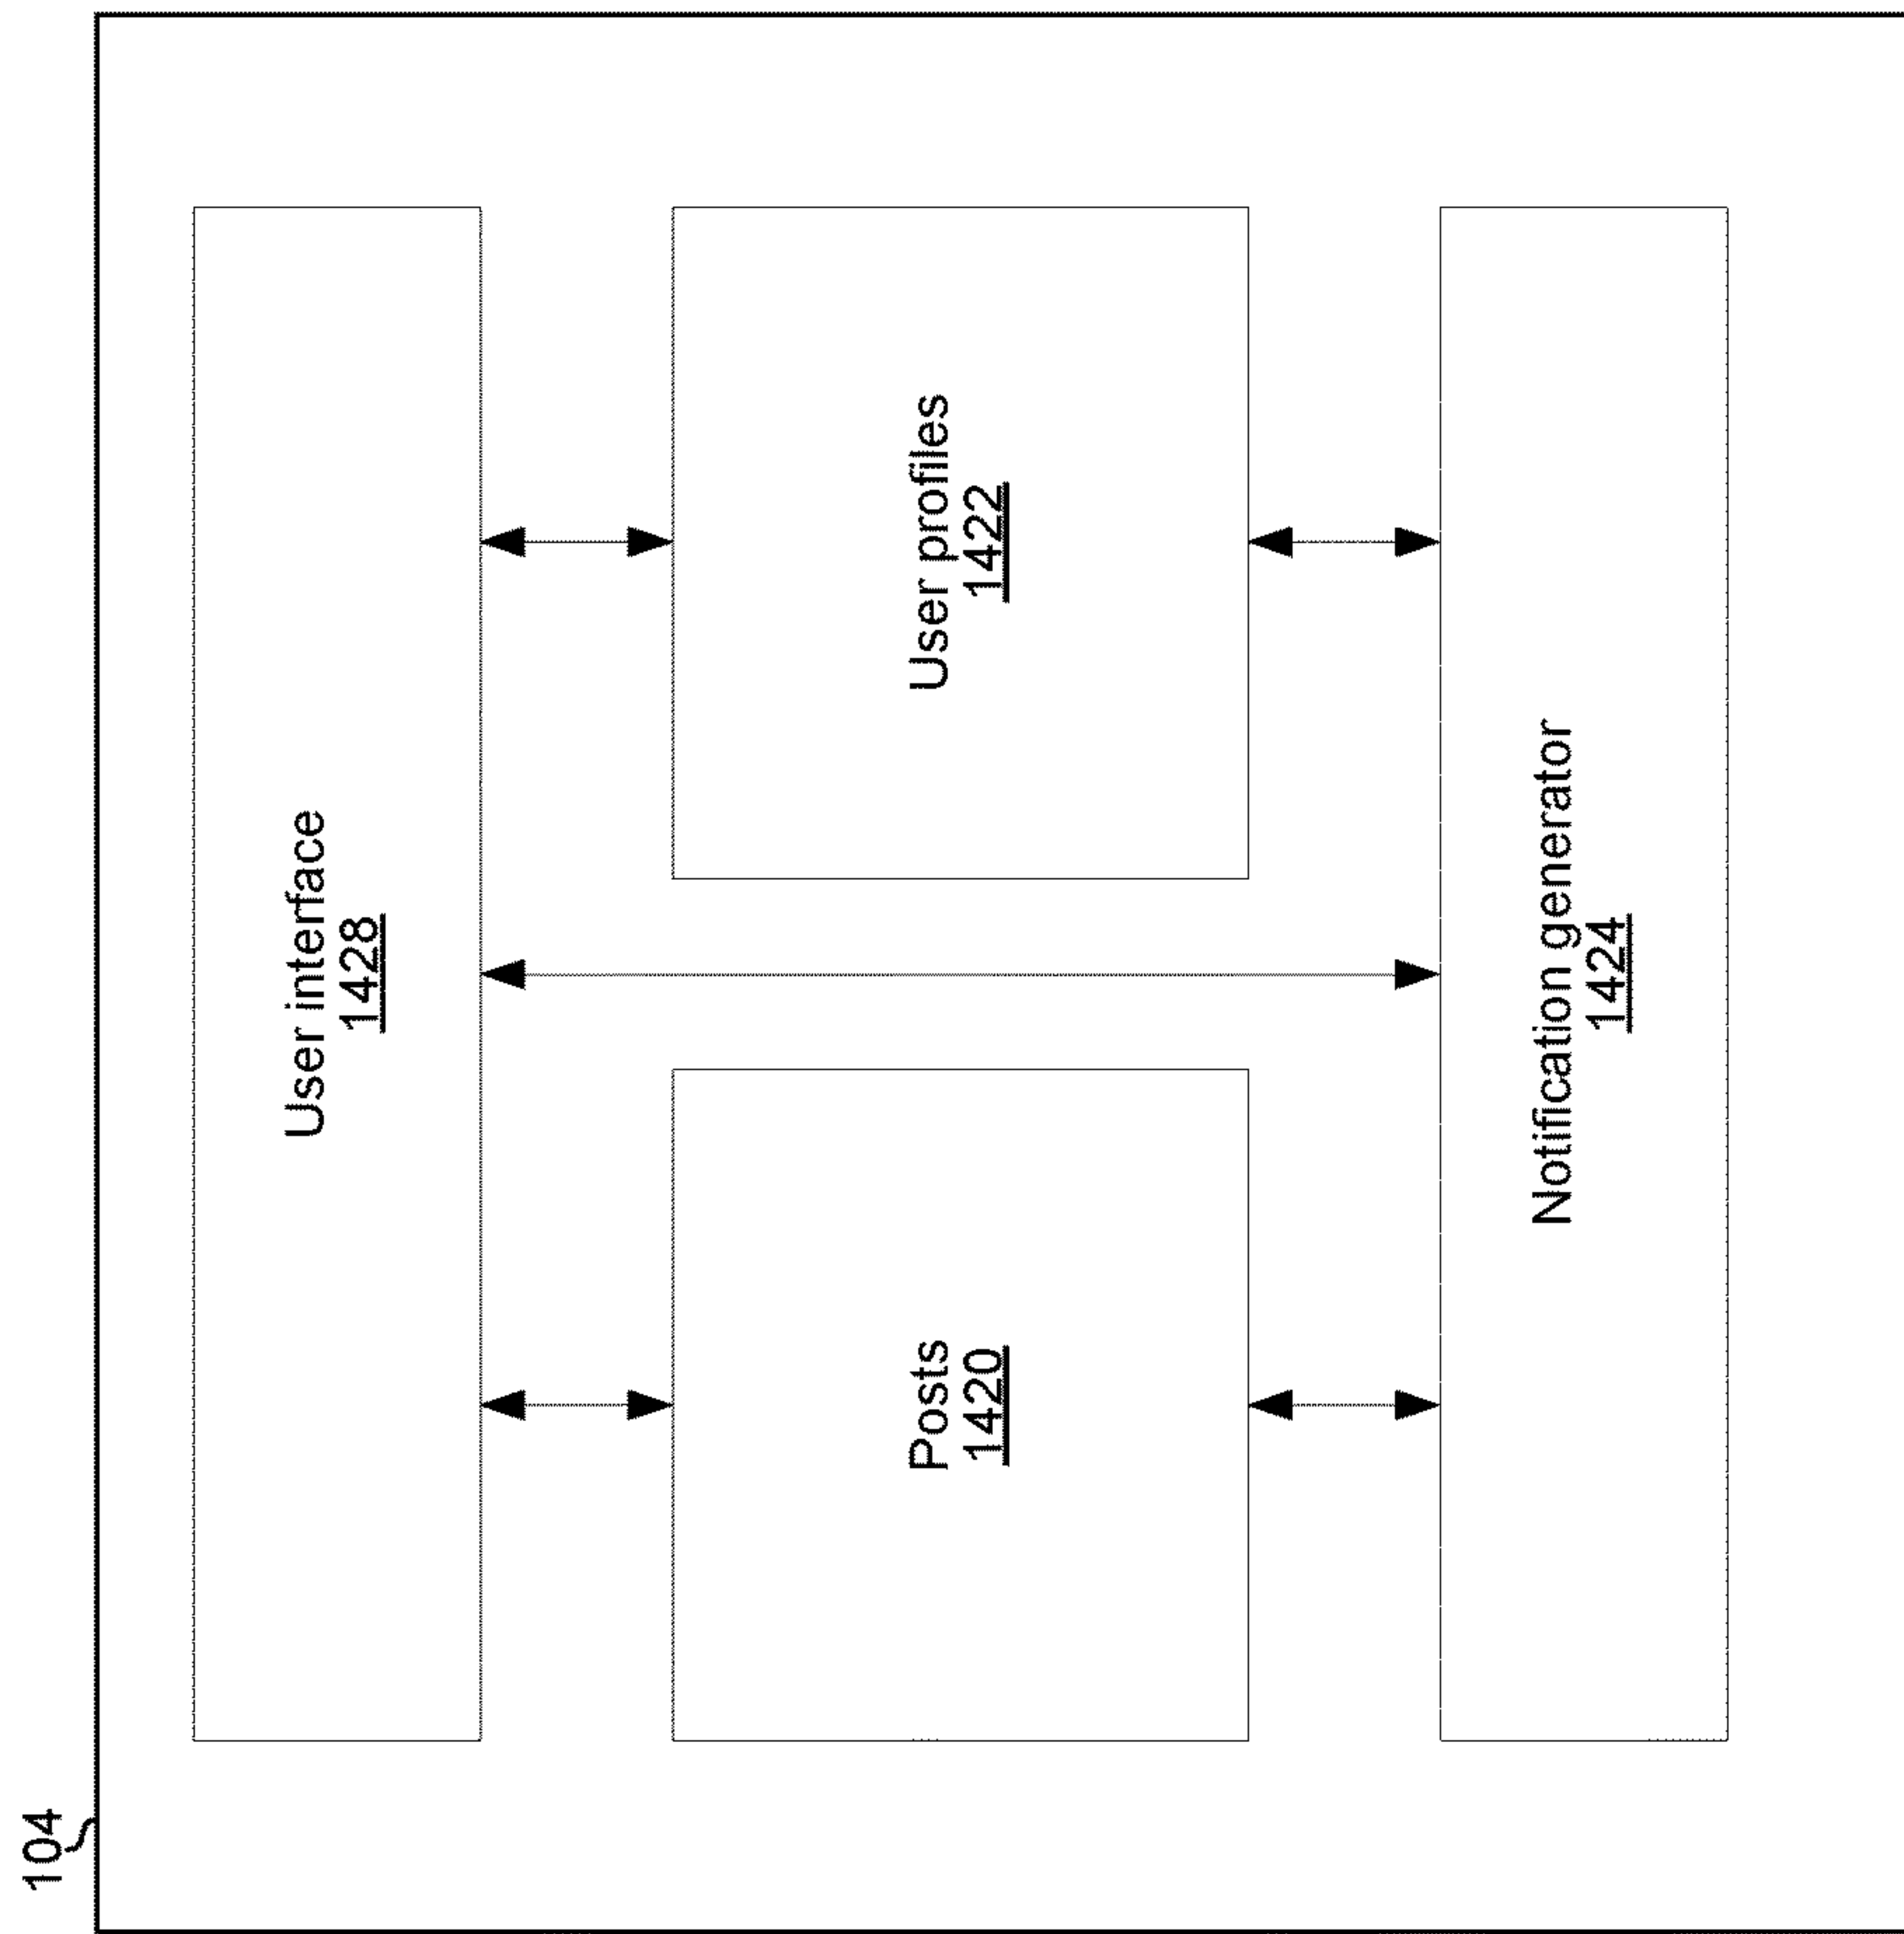 104
User interface
1428
Posts
1420
User profiles
1422
Notification generator
1424